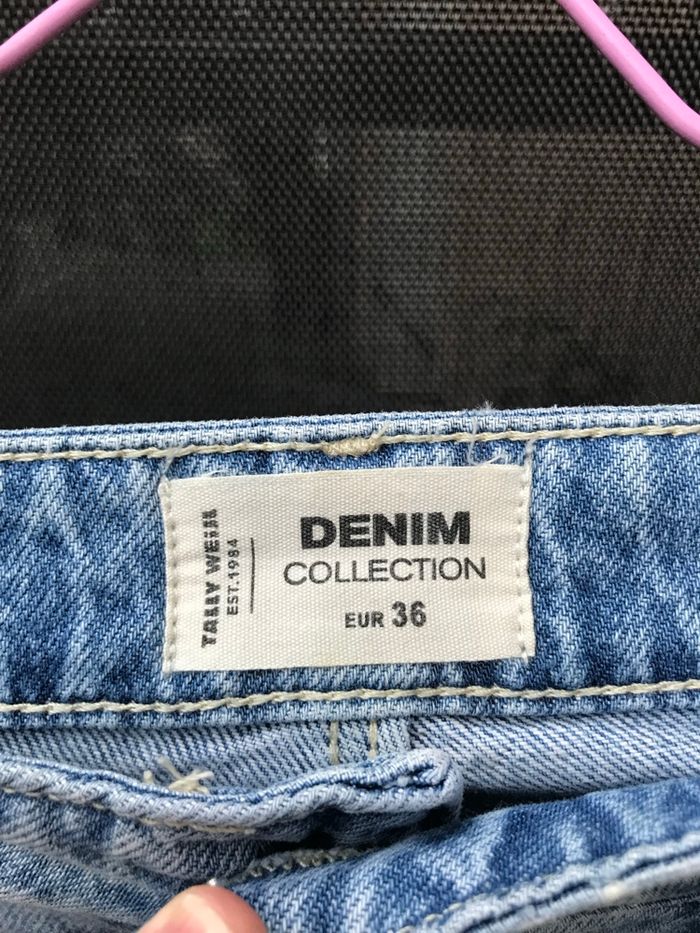 TALLY WEiJL
EST.1984
DENIM
COLLECTION
EUR 36